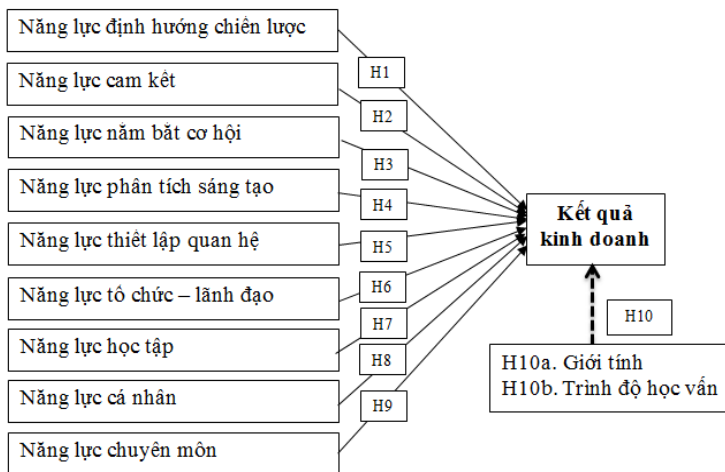 Năng lực định hướng chiến lược
H1
Năng lực cam kết
H2
Năng lực nắm bắt cơ hội
H3
Năng lực phân tích sáng tạo
H4
Năng lực thiết lập quan hệ
H5
Năng lực tổ chức – lãnh đạo
H6
Năng lực học tập
H7
Năng lực cá nhân
H8
Năng lực chuyên môn
H9
Kết quả
kinh doanh
H10
H10a. Giới tính
H10b. Trình độ học vấn